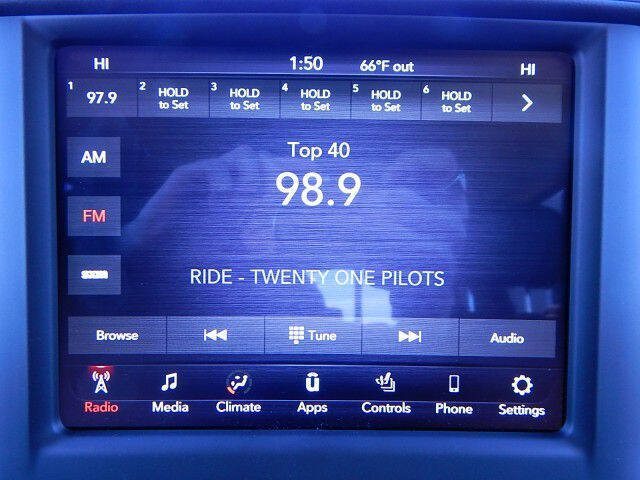 HI 1:50 66°F out HI
1 97.9 2 HOLD to Set 3 HOLD to Set 4 HOLD to Set 5 HOLD to Set 6 HOLD to Set
AM
Top 40
98.9
FM
RIDE - TWENTY ONE PILOTS
Browse Tune Audio
Radio Media Climate Apps Controls Phone Settings